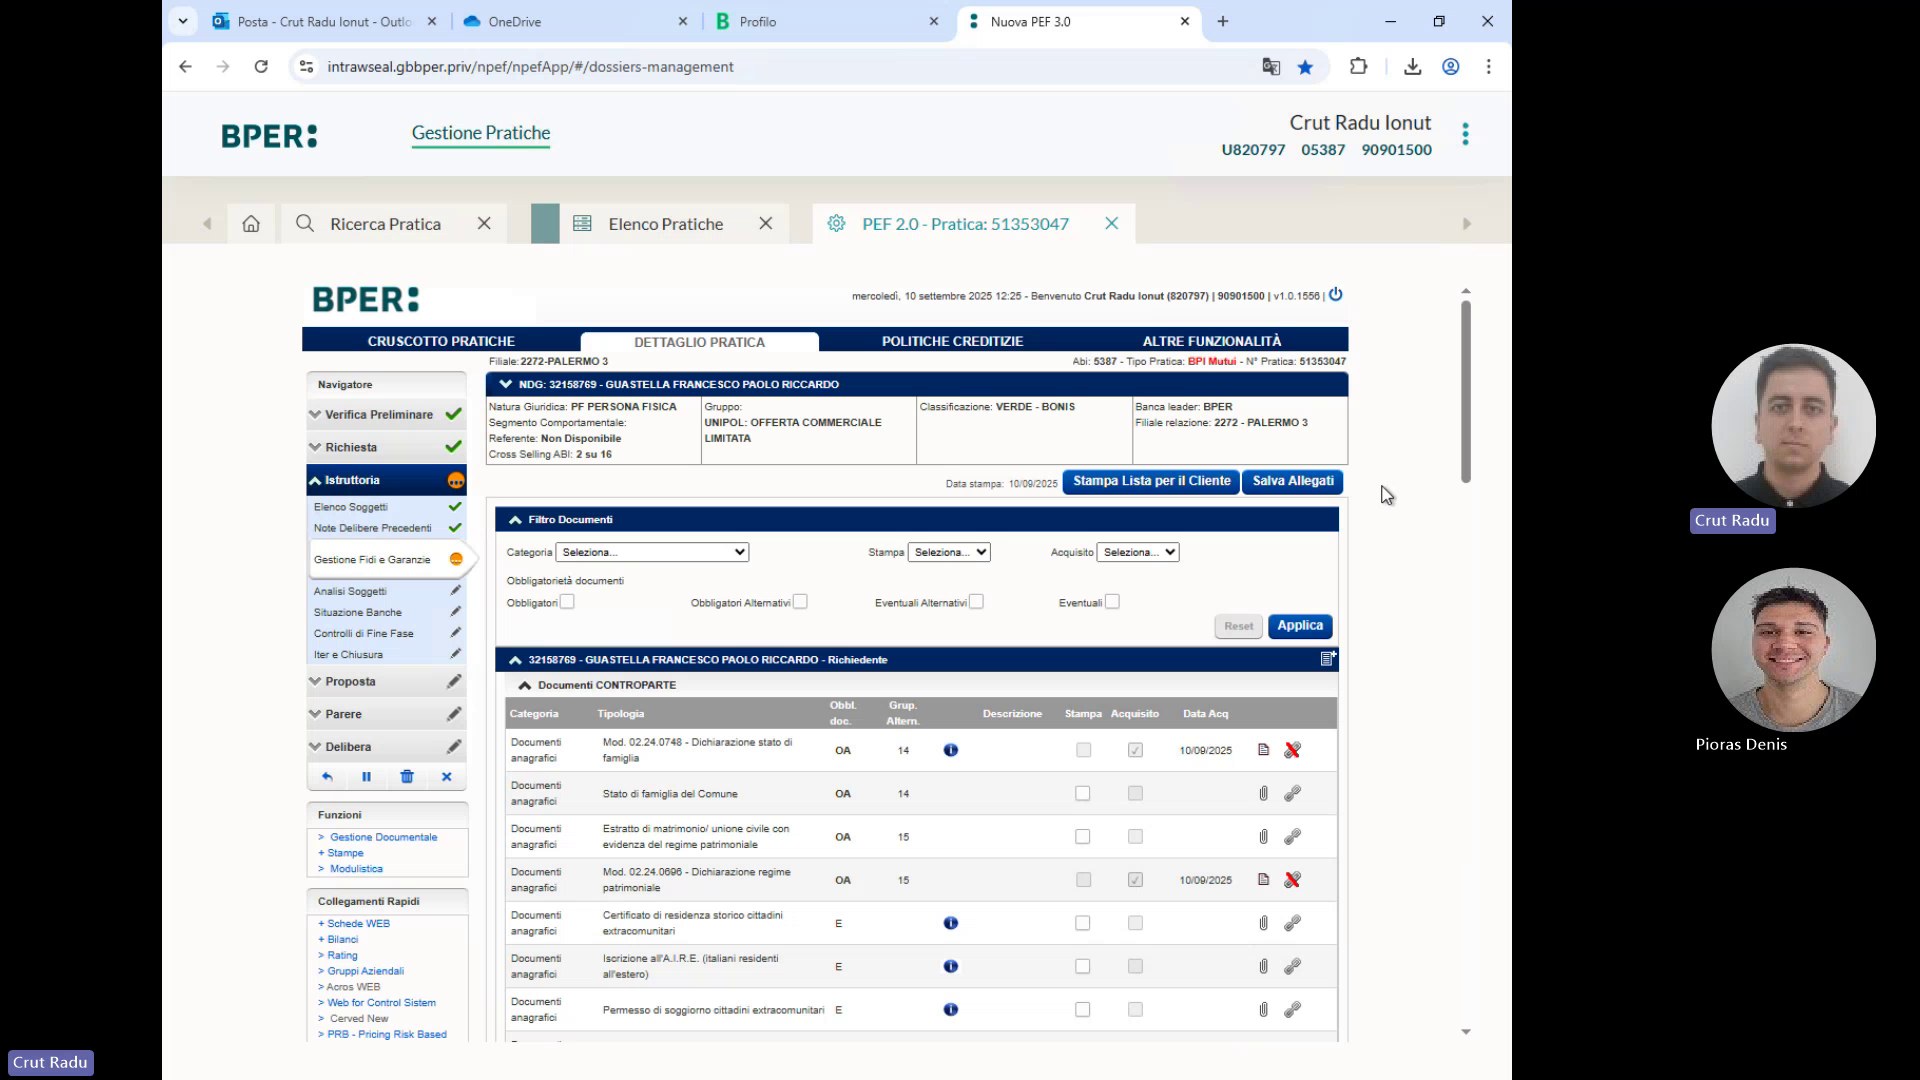 Posta - Crut Radu Ionut - Outlo
OneDrive
Profilo
Nuova PEF 3.0
intrawseal.gbbper.priv/npef/npefApp/#/dossiers-management
BPER:
Gestione Pratiche
Crut Radu Ionut
U820797 05387 90901500
Ricerca Pratica
Elenco Pratiche
PEF 2.0 - Pratica: 51353047
BPER:
mercoledì, 10 settembre 2025 12:25 - Benvenuto Crut Radu Ionut (820797) | 90901500 | v1.0.1556 |
CRUSCOTTO PRATICHE
DETTAGLIO PRATICA
POLITICHE CREDITIZIE
ALTRE FUNZIONALITÀ
Filiale: 2272-PALERMO 3
Abi: 5387 - Tipo Pratica: BPI Mutui - N° Pratica: 51353047
Navigatore
Verifica Preliminare
Richiesta
Istruttoria
Elenco Soggetti
Note Delibere Precedenti
Gestione Fidi e Garanzie
Analisi Soggetti
Situazione Banche
Controlli di Fine Fase
Iter e Chiusura
Proposta
Parere
Delibera
Funzioni
> Gestione Documentale
+ Stampe
> Modulistica
Collegamenti Rapidi
+ Schede WEB
+ Bilanci
> Rating
> Gruppi Aziendali
> Acros WEB
> Web for Control Sistem
> Cerved New
> PRB - Pricing Risk Based
NDG: 32158769 - GUASTELLA FRANCESCO PAOLO RICCARDO
Natura Giuridica: PF PERSONA FISICA
Segmento Comportamentale:
Referente: Non Disponibile
Cross Selling ABI: 2 su 16
Gruppo:
UNIPOL: OFFERTA COMMERCIALE
LIMITATA
Classificazione: VERDE - BONIS
Banca leader: BPER
Filiale relazione: 2272 - PALERMO 3
Data stampa: 10/09/2025
Stampa Lista per il Cliente
Salva Allegati
Filtro Documenti
Categoria Seleziona...
Stampa Seleziona...
Acquisito Seleziona...
Obbligatorietà documenti
Obbligatori
Obbligatori Alternativi
Eventuali Alternativi
Eventuali
Reset
Applica
32158769 - GUASTELLA FRANCESCO PAOLO RICCARDO - Richiedente
Documenti CONTROPARTE
Categoria Tipologia Obbl. doc. Grup. Altern. Descrizione Stampa Acquisito Data Acq
Documenti anagrafici Mod. 02.24.0748 - Dichiarazione stato di famiglia OA 14 10/09/2025
Documenti anagrafici Stato di famiglia del Comune OA 14
Documenti anagrafici Estratto di matrimonio/ unione civile con evidenza del regime patrimoniale OA 15
Documenti anagrafici Mod. 02.24.0696 - Dichiarazione regime patrimoniale OA 15 10/09/2025
Documenti anagrafici Certificato di residenza storico cittadini extracomunitari E
Documenti anagrafici Iscrizione all'A.I.R.E. (italiani residenti all'estero) E
Documenti anagrafici Permesso di soggiorno cittadini extracomunitari E
Crut Radu
Pioras Denis
Crut Radu